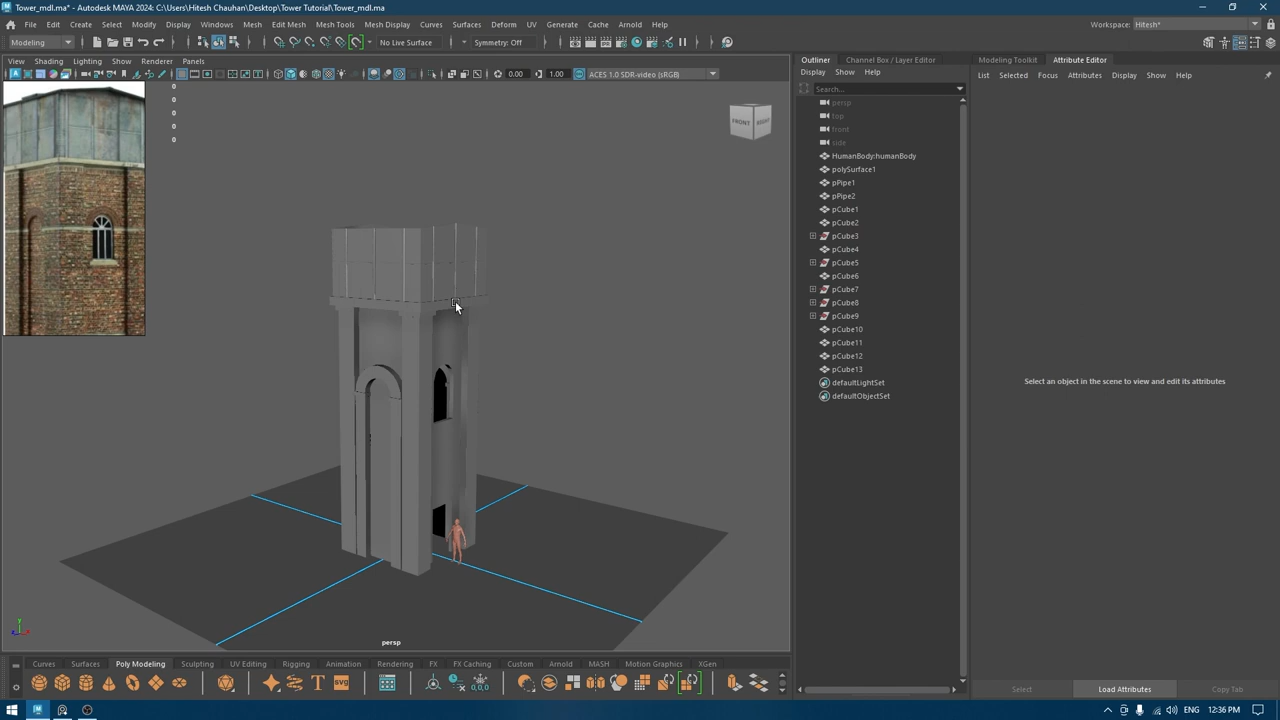 Tower_mdl.ma* - Autodesk MAYA 2024: C:\Users\Hitesh Chauhan\Desktop\Tower Tutorial\Tower_mdl.ma
File Edit Create Select Modify Display Windows Mesh Edit Mesh Mesh Tools Mesh Display Curves Surfaces Deform UV Generate Cache Arnold Help
Workspace: Hitesh*
Modeling
No Live Surface
Symmetry: Off
View Shading Lighting Show Renderer Panels
0.00 1.00 ACES 1.0 SDR-video (sRGB)
0
0
0
0
0
FRONT RIGHT
persp
Outliner Channel Box / Layer Editor
Display Show Help
Search...
persp
top
front
side
HumanBody:humanBody
polySurface1
pPipe1
pPipe2
pCube1
pCube2
pCube3
pCube4
pCube5
pCube6
pCube7
pCube8
pCube9
pCube10
pCube11
pCube12
pCube13
defaultLightSet
defaultObjectSet
Modeling Toolkit Attribute Editor
List Selected Focus Attributes Display Show Help
Select an object in the scene to view and edit its attributes
Select Load Attributes Copy Tab
Curves Surfaces Poly Modeling Sculpting UV Editing Rigging Animation Rendering FX FX Caching Custom Arnold MASH Motion Graphics XGen
SVG
0,0,0
ENG 12:36 PM